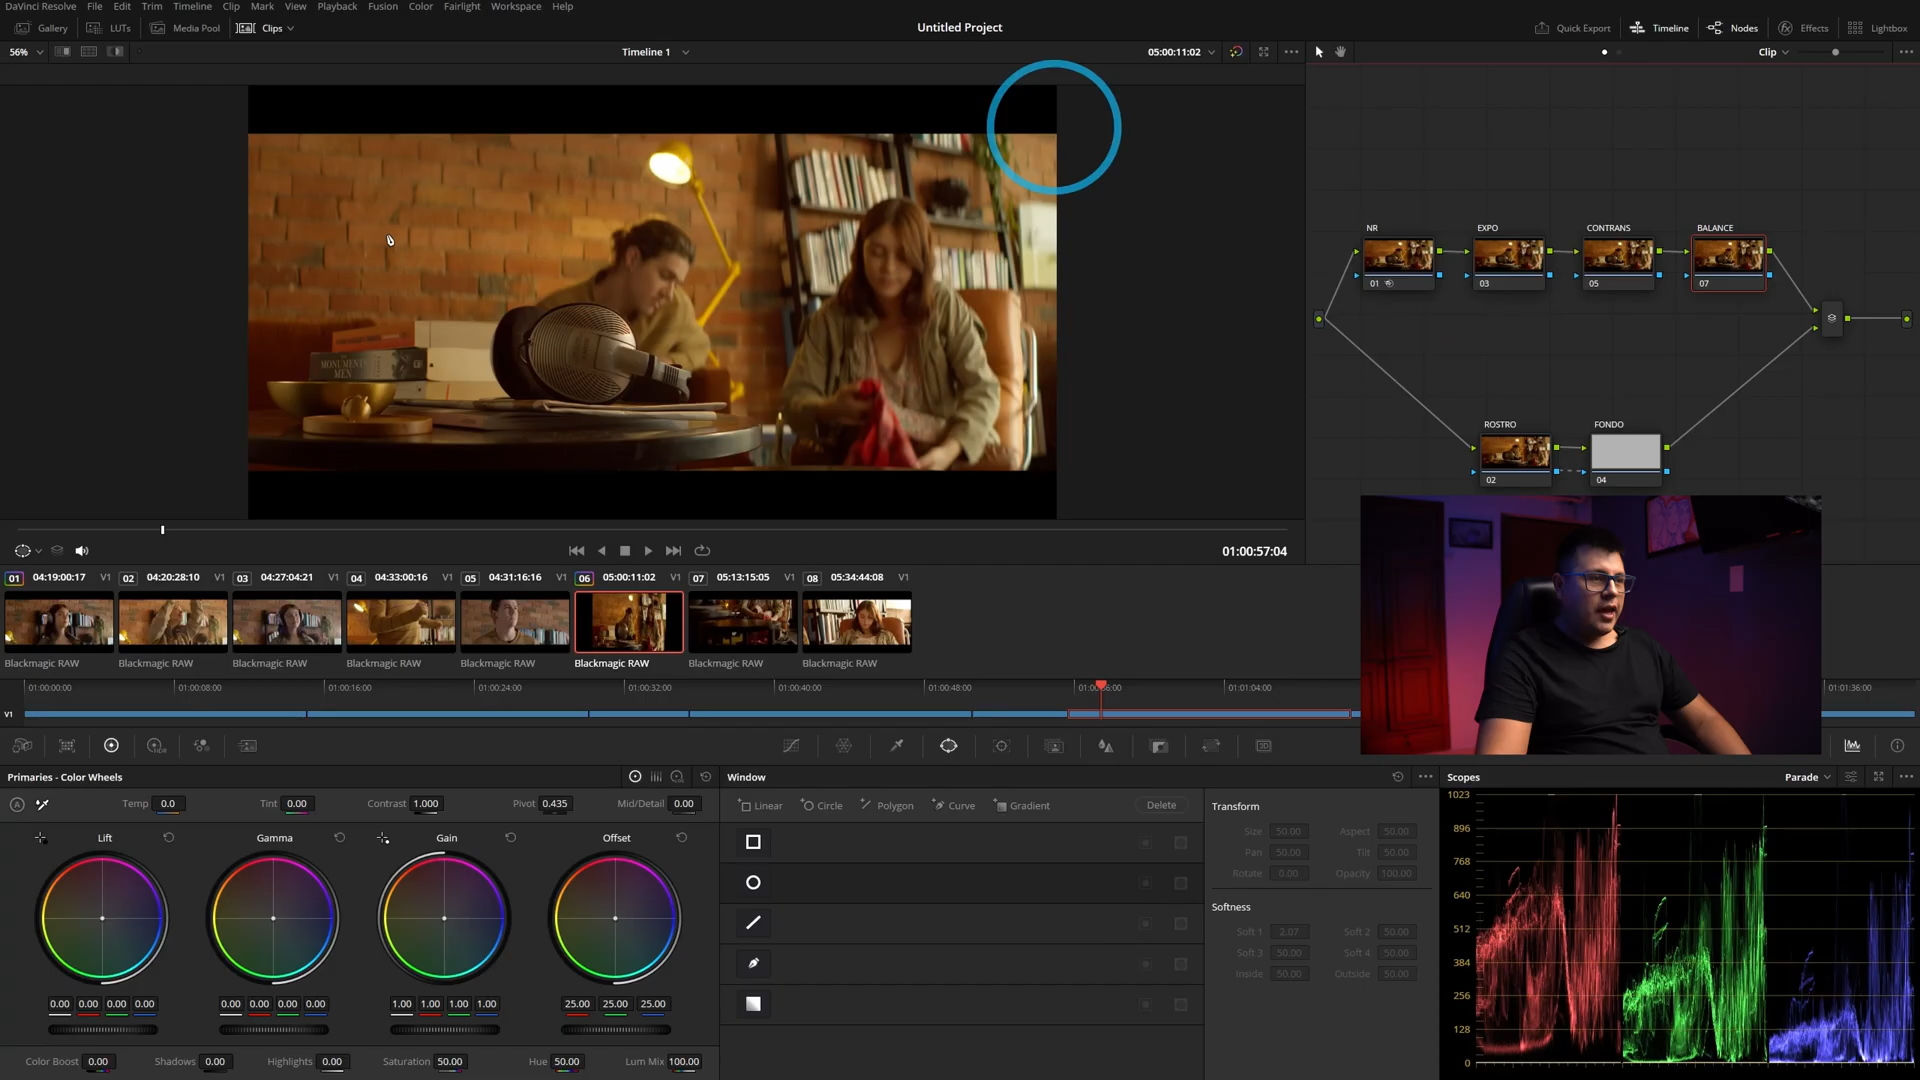 DaVinci Resolve File Edit Trim Timeline Clip Mark View Playback Fusion Color Fairlight Workspace Help
Gallery LUTs Media Pool Clips Untitled Project Quick Export Timeline Nodes Effects Lightbox
56% Timeline 1 05:00:11:02 Clip
NR EXPO CONTRANS BALANCE
01 03 05 07
MONUMENTS
MEN
ROSTRO FONDO
02 04
01:00:57:04
01 04:19:00:17 V1 02 04:20:28:10 V1 03 04:27:04:21 V1 04 04:33:00:16 V1 05 04:31:16:16 V1 06 05:00:11:02 V1 07 05:13:15:05 V1 08 05:34:44:08 V1
Blackmagic RAW Blackmagic RAW Blackmagic RAW Blackmagic RAW Blackmagic RAW Blackmagic RAW Blackmagic RAW Blackmagic RAW
01:00:00:00 01:00:08:00 01:00:16:00 01:00:24:00 01:00:32:00 01:00:40:00 01:00:48:00 01:01:04:00 01:01:36:00
V1
HDR 3D
Primaries - Color Wheels Window Scopes Parade
A Temp 0.0 Tint 0.00 Contrast 1.000 Pivot 0.435 Mid/Detail 0.00
Linear Circle Polygon Curve Gradient Delete
Lift Gamma Gain Offset
0.00 0.00 0.00 0.00 0.00 0.00 0.00 0.00 1.00 1.00 1.00 1.00 25.00 25.00 25.00
Color Boost 0.00 Shadows 0.00 Highlights 0.00 Saturation 50.00 Hue 50.00 Lum Mix 100.00
Transform
Size 50.00 Aspect 50.00
Pan 50.00 Tilt 50.00
Rotate 0.00 Opacity 100.00
Softness
Soft 1 2.07 Soft 2 50.00
Soft 3 50.00 Soft 4 50.00
Inside 50.00 Outside 50.00
1023
896
768
640
512
384
256
128
0